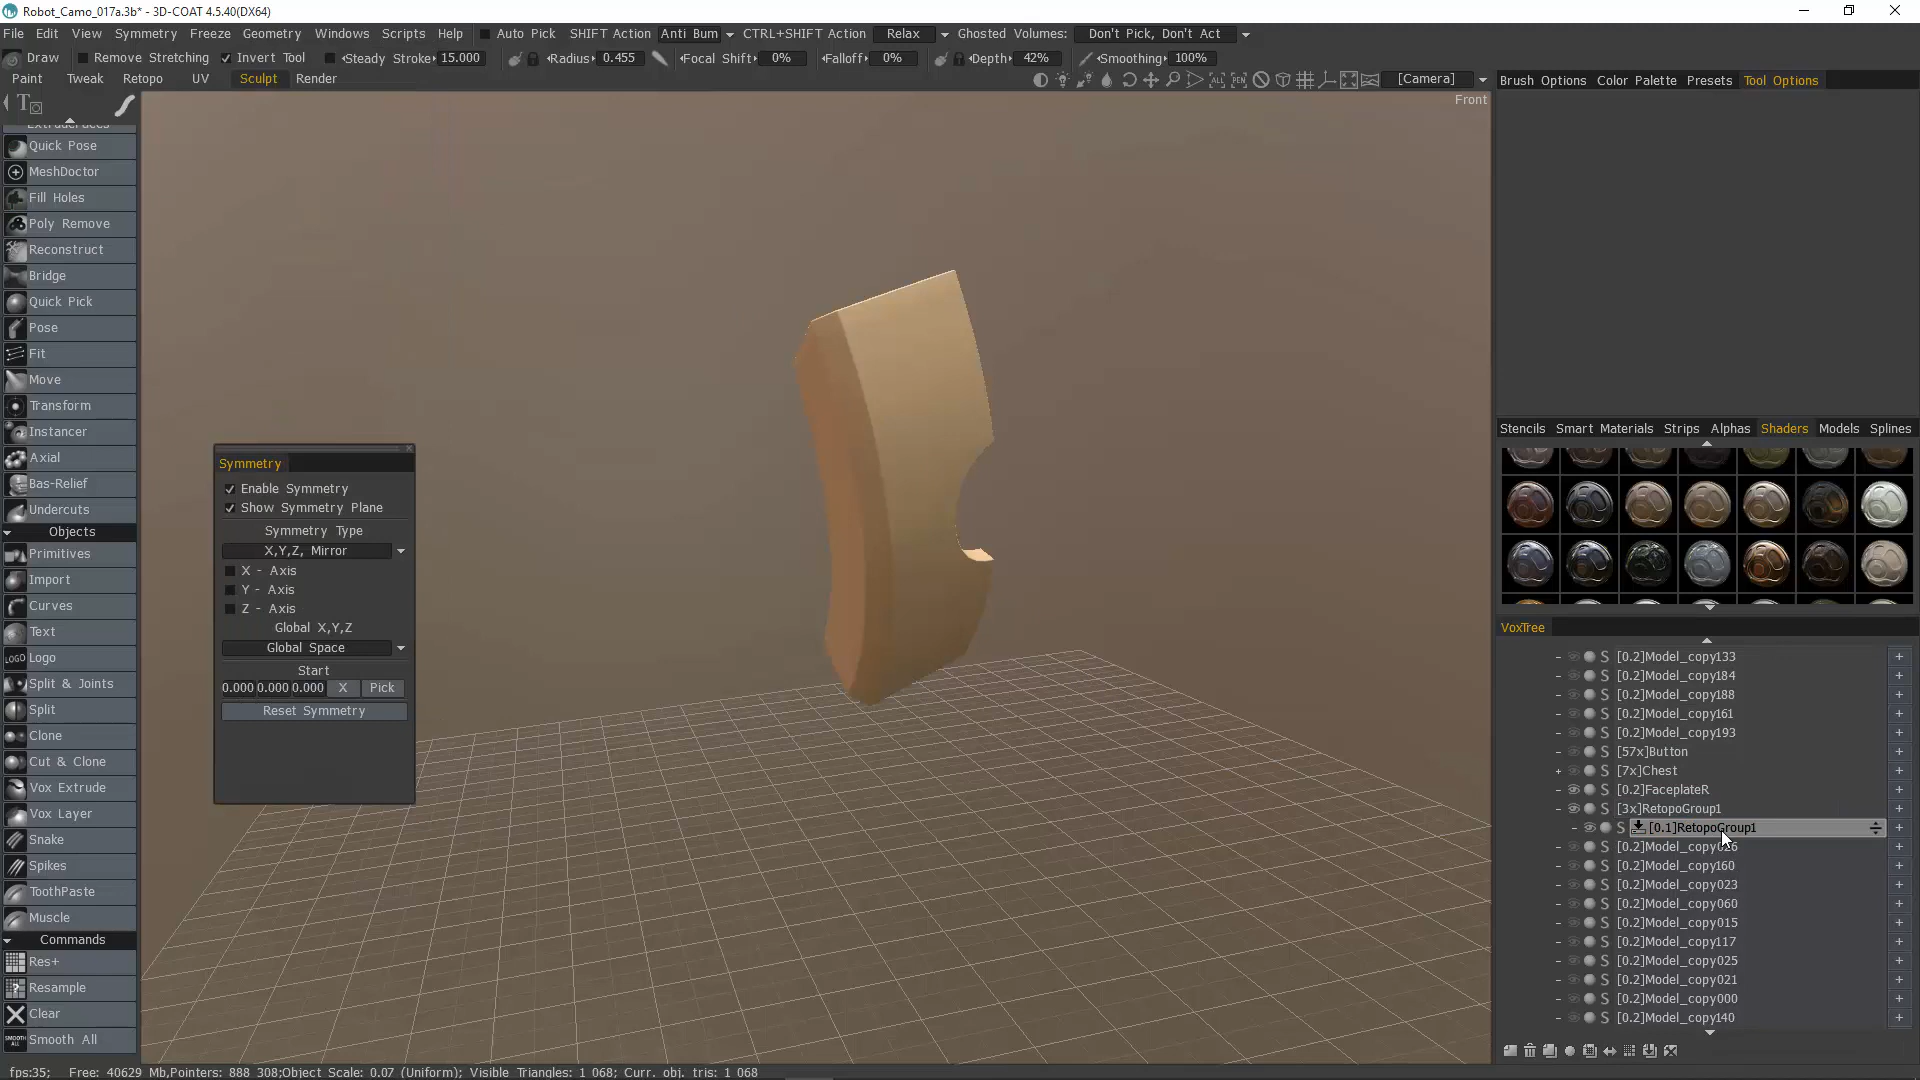 Robot_Camo_017a.3b* - 3D-COAT 4.5.40(DX64)
File Edit View Symmetry Freeze Geometry Windows Scripts Help Auto Pick SHIFT Action Anti Bum CTRL+SHIFT Action Relax Ghosted Volumes: Don't Pick, Don't Act
Draw Remove Stretching Invert Tool Steady Stroke 15.000 Radius 0.455 Focal Shift 0% Falloff 0% Depth 42% Smoothing 100%
Paint Tweak Retopo UV Sculpt Render [Camera]
Brush Options Color Palette Presets Tool Options
Front
ExtrudeFaces
Quick Pose
MeshDoctor
Fill Holes
Poly Remove
Reconstruct
Bridge
Quick Pick
Pose
Fit
Move
Transform
Instancer
Axial
Bas-Relief
Undercuts
Objects
Primitives
Import
Curves
Text
LOGO Logo
Split & Joints
Split
Clone
Cut & Clone
Vox Extrude
Vox Layer
Snake
Spikes
ToothPaste
Muscle
Commands
Res+
Resample
Clear
SMOOTH ALL Smooth All
Symmetry
Enable Symmetry
Show Symmetry Plane
Symmetry Type
X,Y,Z, Mirror
X - Axis
Y - Axis
Z - Axis
Global X,Y,Z
Global Space
Start
0.000 0.000 0.000 X Pick
Reset Symmetry
Stencils Smart Materials Strips Alphas Shaders Models Splines
VoxTree
S [0.2]Model_copy133 +
S [0.2]Model_copy184 +
S [0.2]Model_copy188 +
S [0.2]Model_copy161 +
S [0.2]Model_copy193 +
S [57x]Button +
+ S [7x]Chest +
S [0.2]FaceplateR +
S [3x]RetopoGroup1 +
S [0.1]RetopoGroup1 +
S [0.2]Model_copy026 +
S [0.2]Model_copy160 +
S [0.2]Model_copy023 +
S [0.2]Model_copy060 +
S [0.2]Model_copy015 +
S [0.2]Model_copy117 +
S [0.2]Model_copy025 +
S [0.2]Model_copy021 +
S [0.2]Model_copy000 +
S [0.2]Model_copy140 +
fps:35; Free: 40629 Mb,Pointers: 888 308;Object Scale: 0.07 (Uniform); Visible Triangles: 1 068; Curr. obj. tris: 1 068